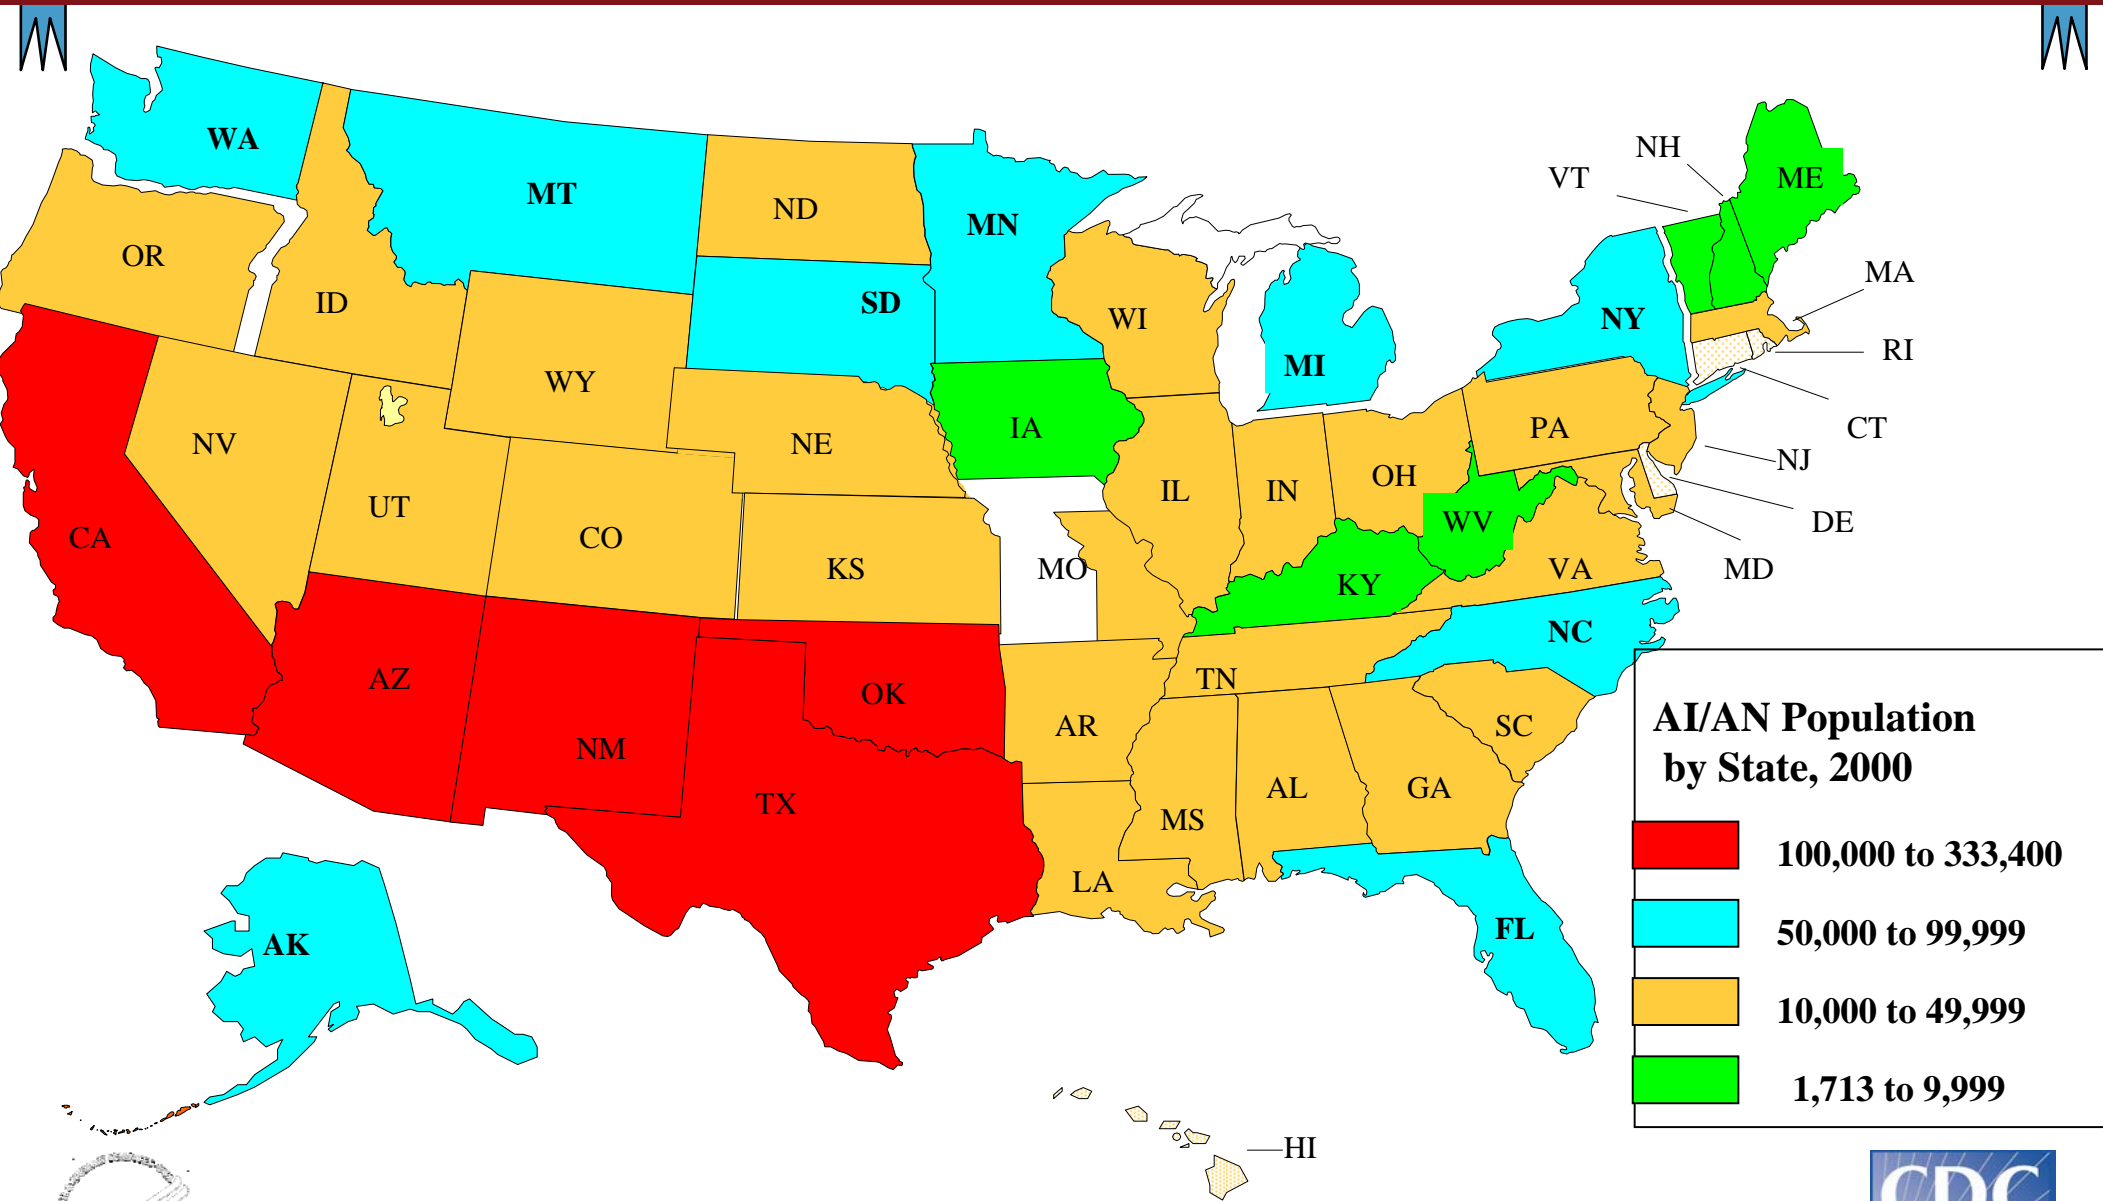 WA
MT
ND
MN
NH
VT
ME
OR
ID
SD
WI
MI
NY
MA
RI
WY
CT
NV
NE
IA
PA
NJ
UT
CO
IL
IN
OH
WV
DE
CA
KS
MO
KY
VA
MD
NC
AZ
OK
TN
NM
AR
SC
TX
MS
AL
GA
LA
AK
FL
HI
AI/AN Population
by State, 2000
100,000 to 333,400
50,000 to 99,999
10,000 to 49,999
1,713 to 9,999
CDC